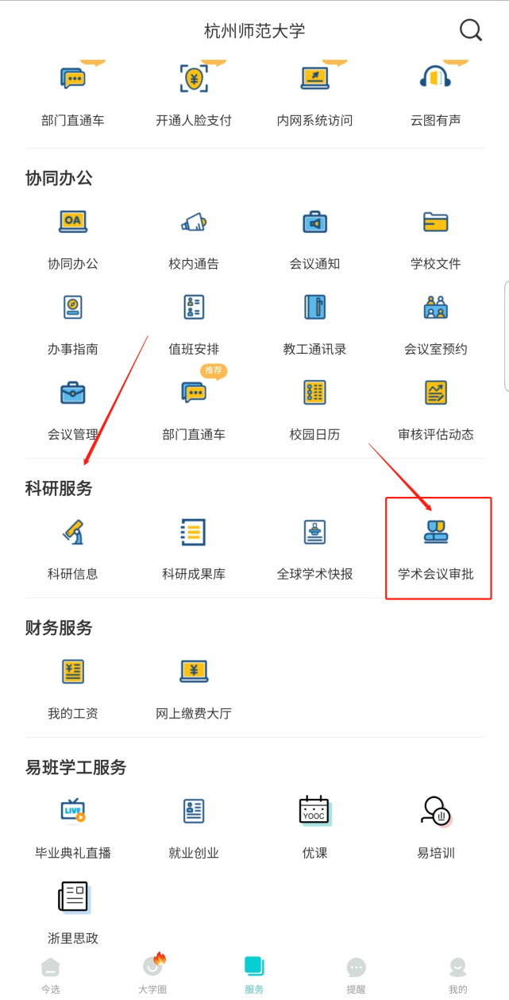 杭州师范大学
部门直通车 开通人脸支付 内网系统访问 云图有声
协同办公
OA
协同办公 校内通告 会议通知 学校文件
办事指南 值班安排 教工通讯录 会议室预约
推荐
会议管理 部门直通车 校园日历 审核评估动态
科研服务
科研信息 科研成果库 全球学术快报 学术会议审批
财务服务
我的工资 网上缴费大厅
易班学工服务
LIVE YOOC
毕业典礼直播 就业创业 优课 易培训
浙里思政
今选 大学圈 服务 提醒 我的